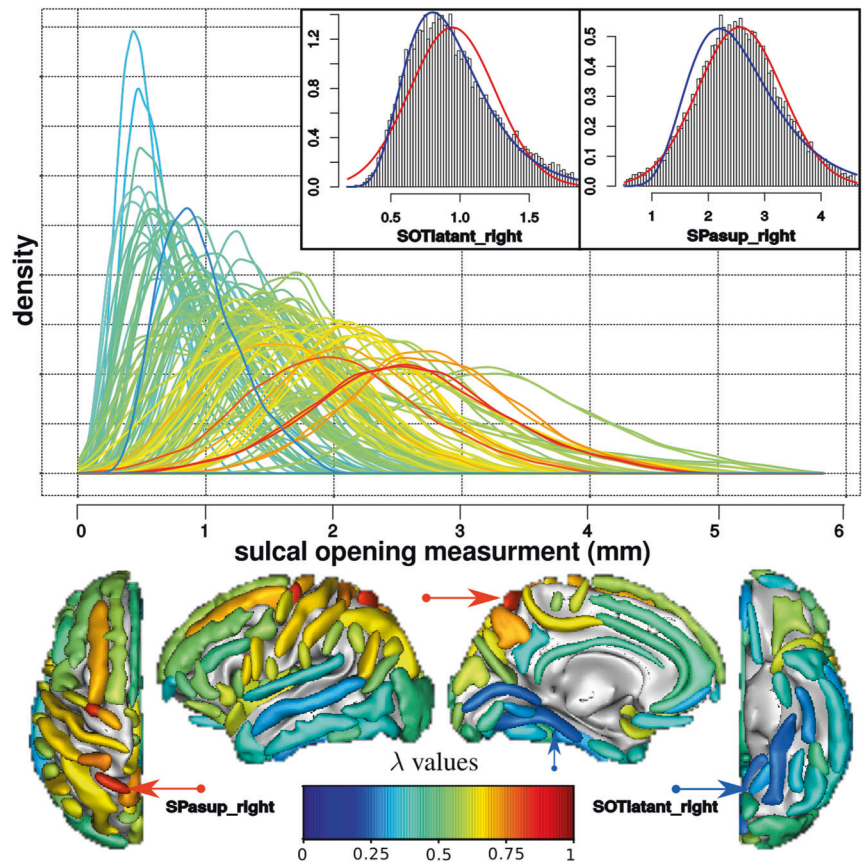 density
0.0 0.4 0.8 1.2
0.5 1.0 1.5
SOTlatant_right
0.0 0.1 0.2 0.3 0.4 0.5
1 2 3 4
SPasup_right
0 1 2 3 4 5 6
sulcal opening measurment (mm)
λ values
SPasup_right
SOTlatant_right
0 0.25 0.5 0.75 1